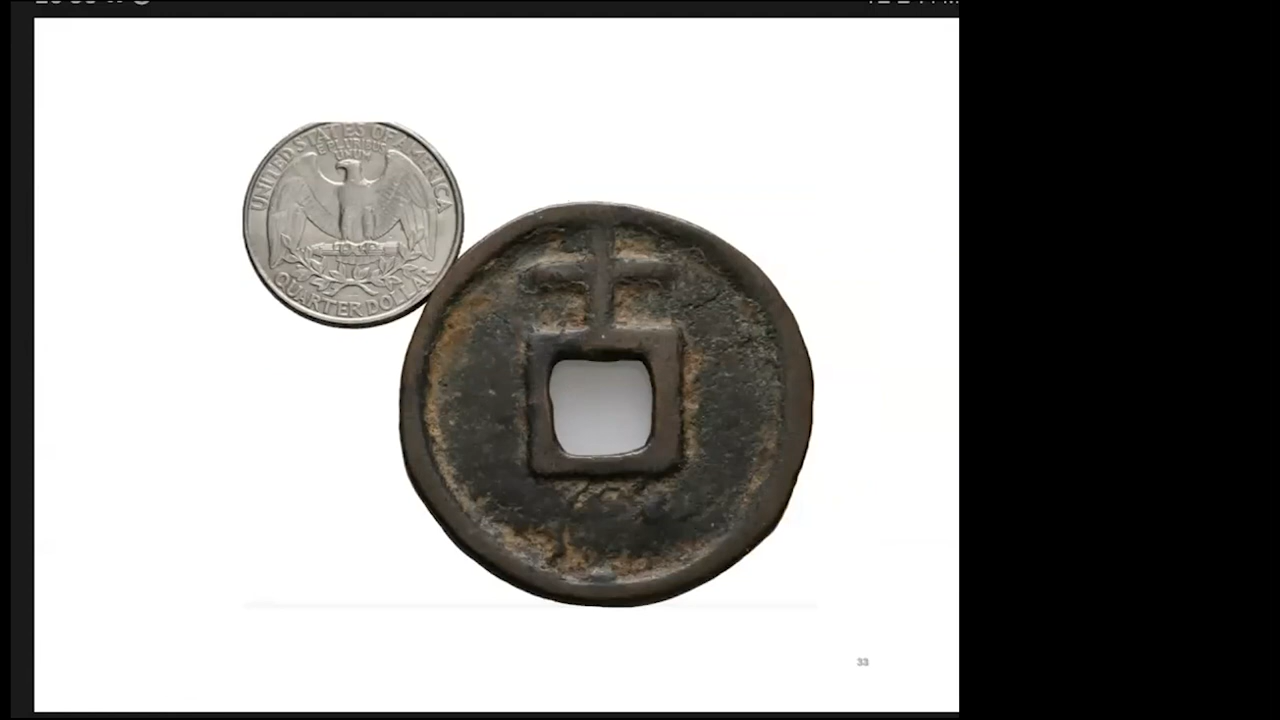 UNITED STATES OF AMERICA
E PLURIBUS
UNUM
QUARTER DOLLAR
十
33